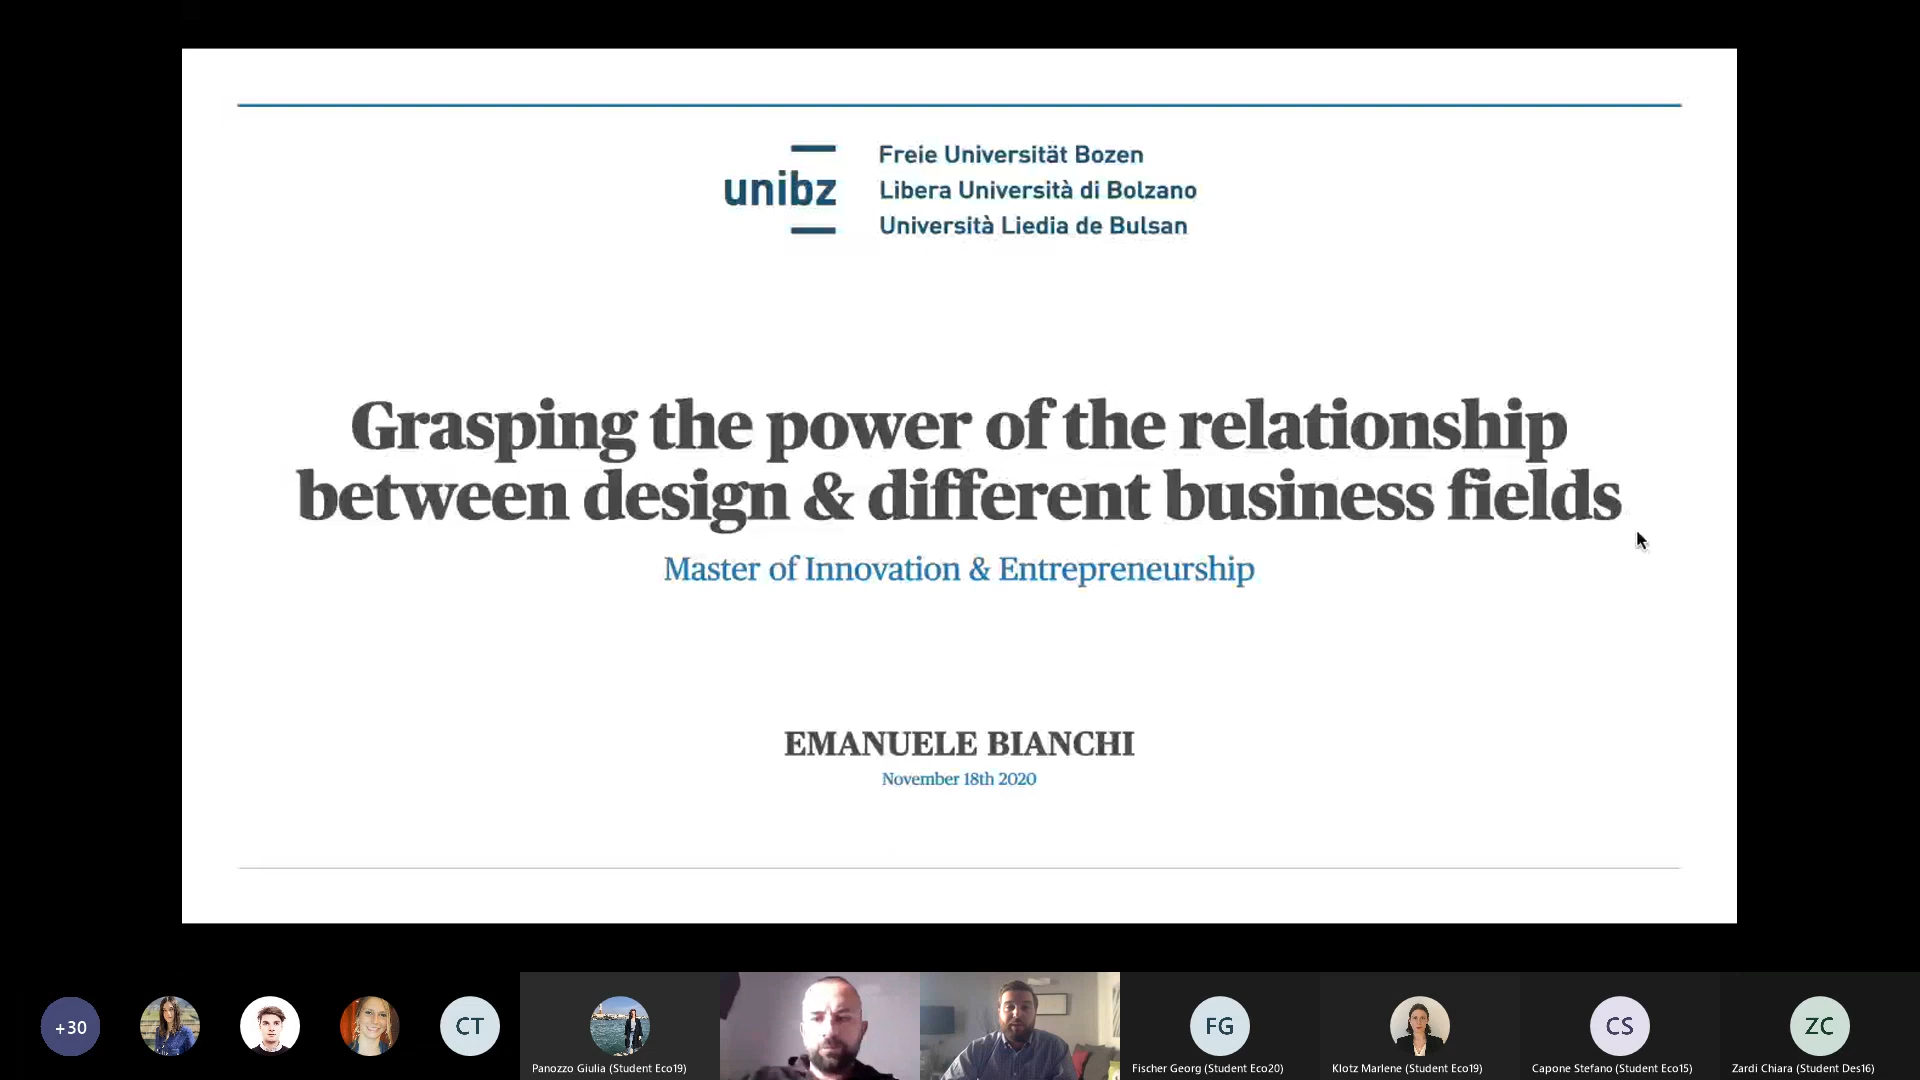 unibz
Freie Universität Bozen
Libera Università di Bolzano
Università Liedia de Bulsan
Grasping the power of the relationship
between design & different business fields
Master of Innovation & Entrepreneurship
EMANUELE BIANCHI
November 18th 2020
+30
CT
Panozzo Giulia (Student Eco19)
FG
Fischer Georg (Student Eco20)
Klotz Marlene (Student Eco19)
CS
Capone Stefano (Student Eco15)
ZC
Zardi Chiara (Student Des16)